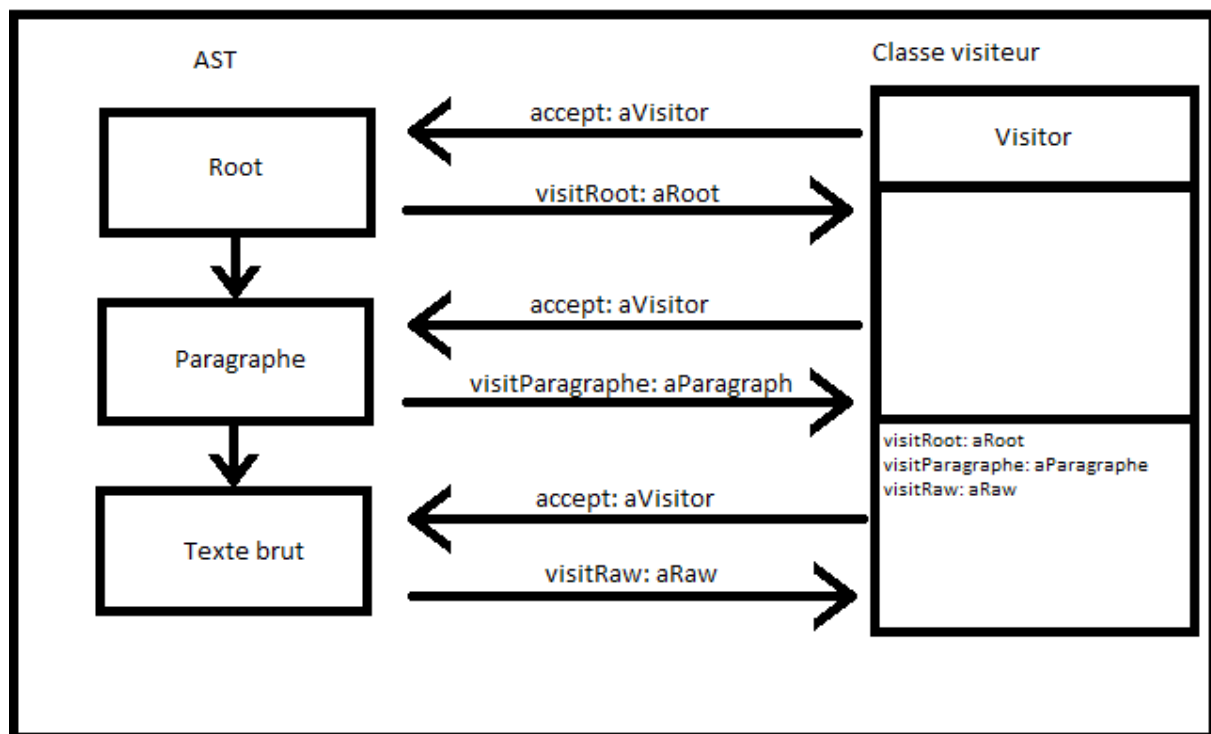 AST
Classe visiteur
accept: aVisitor
Visitor
Root
visitRoot: aRoot
accept: aVisitor
Paragraphe
visitParagraphe: aParagraph
visitRoot: aRoot
visitParagraphe: aParagraphe
visitRaw: aRaw
accept: aVisitor
Texte brut
visitRaw: aRaw